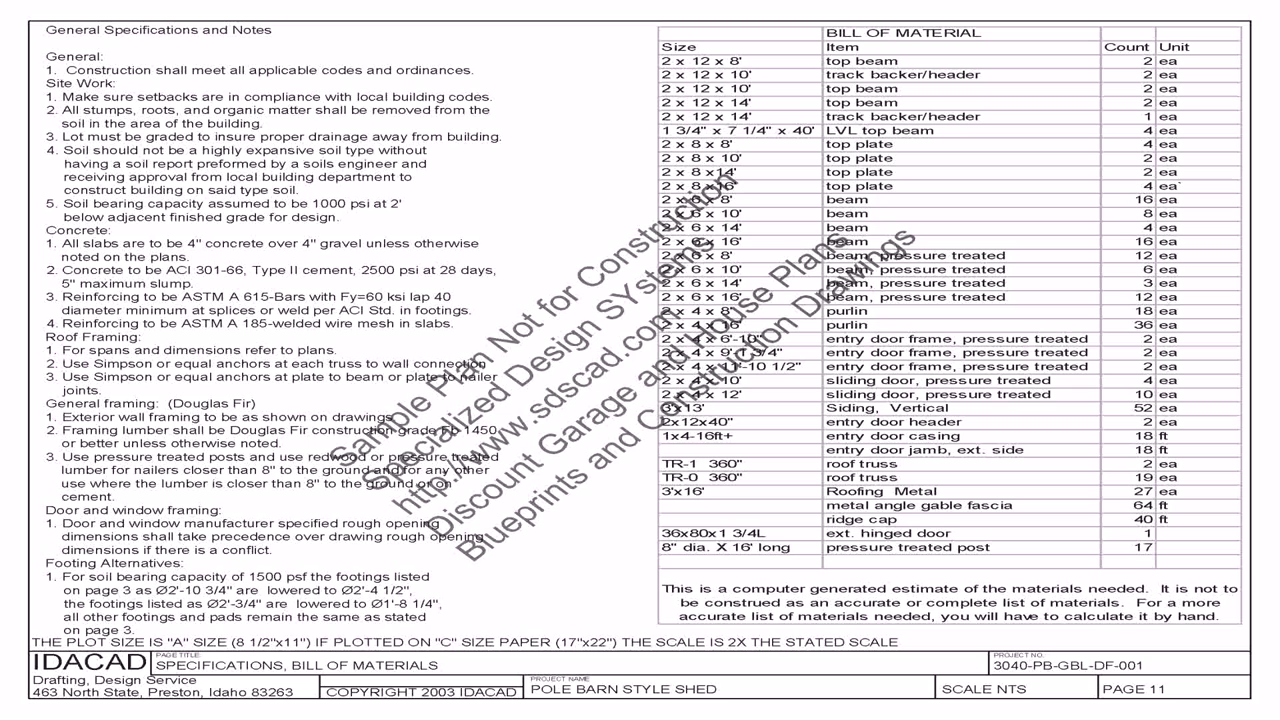 General Specifications and Notes
General:
1. Construction shall meet all applicable codes and ordinances.
Site Work:
1. Make sure setbacks are in compliance with local building codes.
2. All stumps, roots, and organic matter shall be removed from the
soil in the area of the building.
3. Lot must be graded to insure proper drainage away from building.
4. Soil should not be a highly expansive soil type without
having a soil report preformed by a soils engineer and
receiving approval from local building department to
construct building on said type soil.
5. Soil bearing capacity assumed to be 1000 psi at 2'
below adjacent finished grade for design.
Concrete:
1. All slabs are to be 4" concrete over 4" gravel unless otherwise
noted on the plans.
2. Concrete to be ACI 301-66, Type II cement, 2500 psi at 28 days,
5" maximum slump.
3. Reinforcing to be ASTM A 615-Bars with Fy=60 ksi lap 40
diameter minimum at splices or weld per ACI Std. in footings.
4. Reinforcing to be ASTM A 185-welded wire mesh in slabs.
Roof Framing:
1. For spans and dimensions refer to plans.
2. Use Simpson or equal anchors at each truss to wall connection
3. Use Simpson or equal anchors at plate to beam or plate to nailer
joints.
General framing: (Douglas Fir)
1. Exterior wall framing to be as shown on drawings
2. Framing lumber shall be Douglas Fir construction grade Fb 1450
or better unless otherwise noted.
3. Use pressure treated posts and use redwood or pressure treated
lumber for nailers closer than 8" to the ground and for any other
use where the lumber is closer than 8" to the ground or on
cement.
Door and window framing:
1. Door and window manufacturer specified rough opening
dimensions shall take precedence over drawing rough opening
dimensions if there is a conflict.
Footing Alternatives:
1. For soil bearing capacity of 1500 psf the footings listed
on page 3 as Ø2'-10 3/4" are lowered to Ø2'-4 1/2",
the footings listed as Ø2'-3/4" are lowered to Ø1'-8 1/4",
all other footings and pads remain the same as stated
on page 3.
BILL OF MATERIAL
Size Item Count Unit
2 x 12 x 8' top beam 2 ea
2 x 12 x 10' track backer/header 2 ea
2 x 12 x 10' top beam 2 ea
2 x 12 x 14' top beam 2 ea
2 x 12 x 14' track backer/header 1 ea
1 3/4" x 7 1/4" x 40' LVL top beam 4 ea
2 x 8 x 8' top plate 4 ea
2 x 8 x 10' top plate 2 ea
2 x 8 x14' top plate 2 ea
2 x 8 x16' top plate 4 ea`
2 x 6 x 8' beam 16 ea
2 x 6 x 10' beam 8 ea
2 x 6 x 14' beam 4 ea
2 x 6 x 16' beam 16 ea
2 x 6 x 8' beam, pressure treated 12 ea
2 x 6 x 10' beam, pressure treated 6 ea
2 x 6 x 14' beam, pressure treated 3 ea
2 x 6 x 16' beam, pressure treated 12 ea
2 x 4 x 8' purlin 18 ea
2 x 4 x 16' purlin 36 ea
2 x 4 x 6'-10" entry door frame, pressure treated 2 ea
2 x 4 x 9'-1 3/4" entry door frame, pressure treated 2 ea
2 x 4 x 11'-10 1/2" entry door frame, pressure treated 2 ea
2 x 4 x 10' sliding door, pressure treated 4 ea
2 x 4 x 12' sliding door, pressure treated 10 ea
3'x13' Siding, Vertical 52 ea
2x12x40" entry door header 2 ea
1x4-16ft+ entry door casing 18 ft
entry door jamb, ext. side 18 ft
TR-1 360" roof truss 2 ea
TR-0 360" roof truss 19 ea
3'x16' Roofing Metal 27 ea
metal angle gable fascia 64 ft
ridge cap 40 ft
36x80x1 3/4L ext. hinged door 1
8" dia. X 16' long pressure treated post 17
This is a computer generated estimate of the materials needed. It is not to
be construed as an accurate or complete list of materials. For a more
accurate list of materials needed, you will have to calculate it by hand.
Sample Plan Not for Construction
Specialized Design SYstems
http://www.sdscad.com
Discount Garage and House Plans
Blueprints and Construction Drawings
THE PLOT SIZE IS "A" SIZE (8 1/2"x11") IF PLOTTED ON "C" SIZE PAPER (17"x22") THE SCALE IS 2X THE STATED SCALE
IDACAD
PAGE TITLE:
SPECIFICATIONS, BILL OF MATERIALS
PROJECT NO.
3040-PB-GBL-DF-001
Drafting, Design Service
463 North State, Preston, Idaho 83263
COPYRIGHT 2003 IDACAD
PROJECT NAME
POLE BARN STYLE SHED
SCALE NTS
PAGE 11